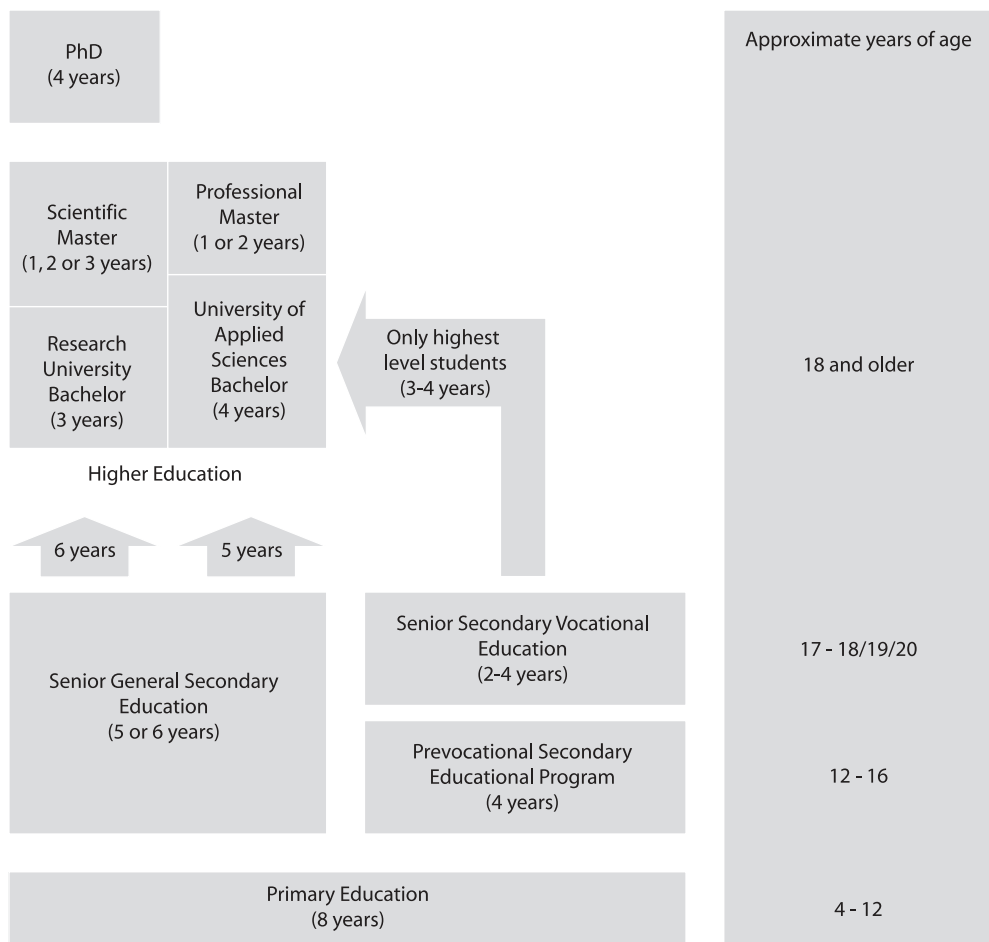 PhD
(4 years)
Approximate years of age
Scientific
Master
(1, 2 or 3 years)
Professional
Master
(1 or 2 years)
Research
University
Bachelor
(3 years)
University of
Applied
Sciences
Bachelor
(4 years)
Only highest
level students
(3-4 years)
18 and older
Higher Education
6 years
5 years
Senior General Secondary
Education
(5 or 6 years)
Senior Secondary Vocational
Education
(2-4 years)
17 - 18/19/20
Prevocational Secondary
Educational Program
(4 years)
12 - 16
Primary Education
(8 years)
4 - 12